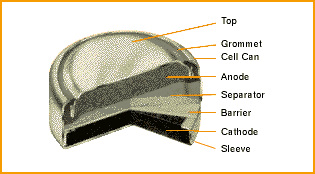 Top
Grommet
Cell Can
Anode
Separator
Barrier
Cathode
Sleeve